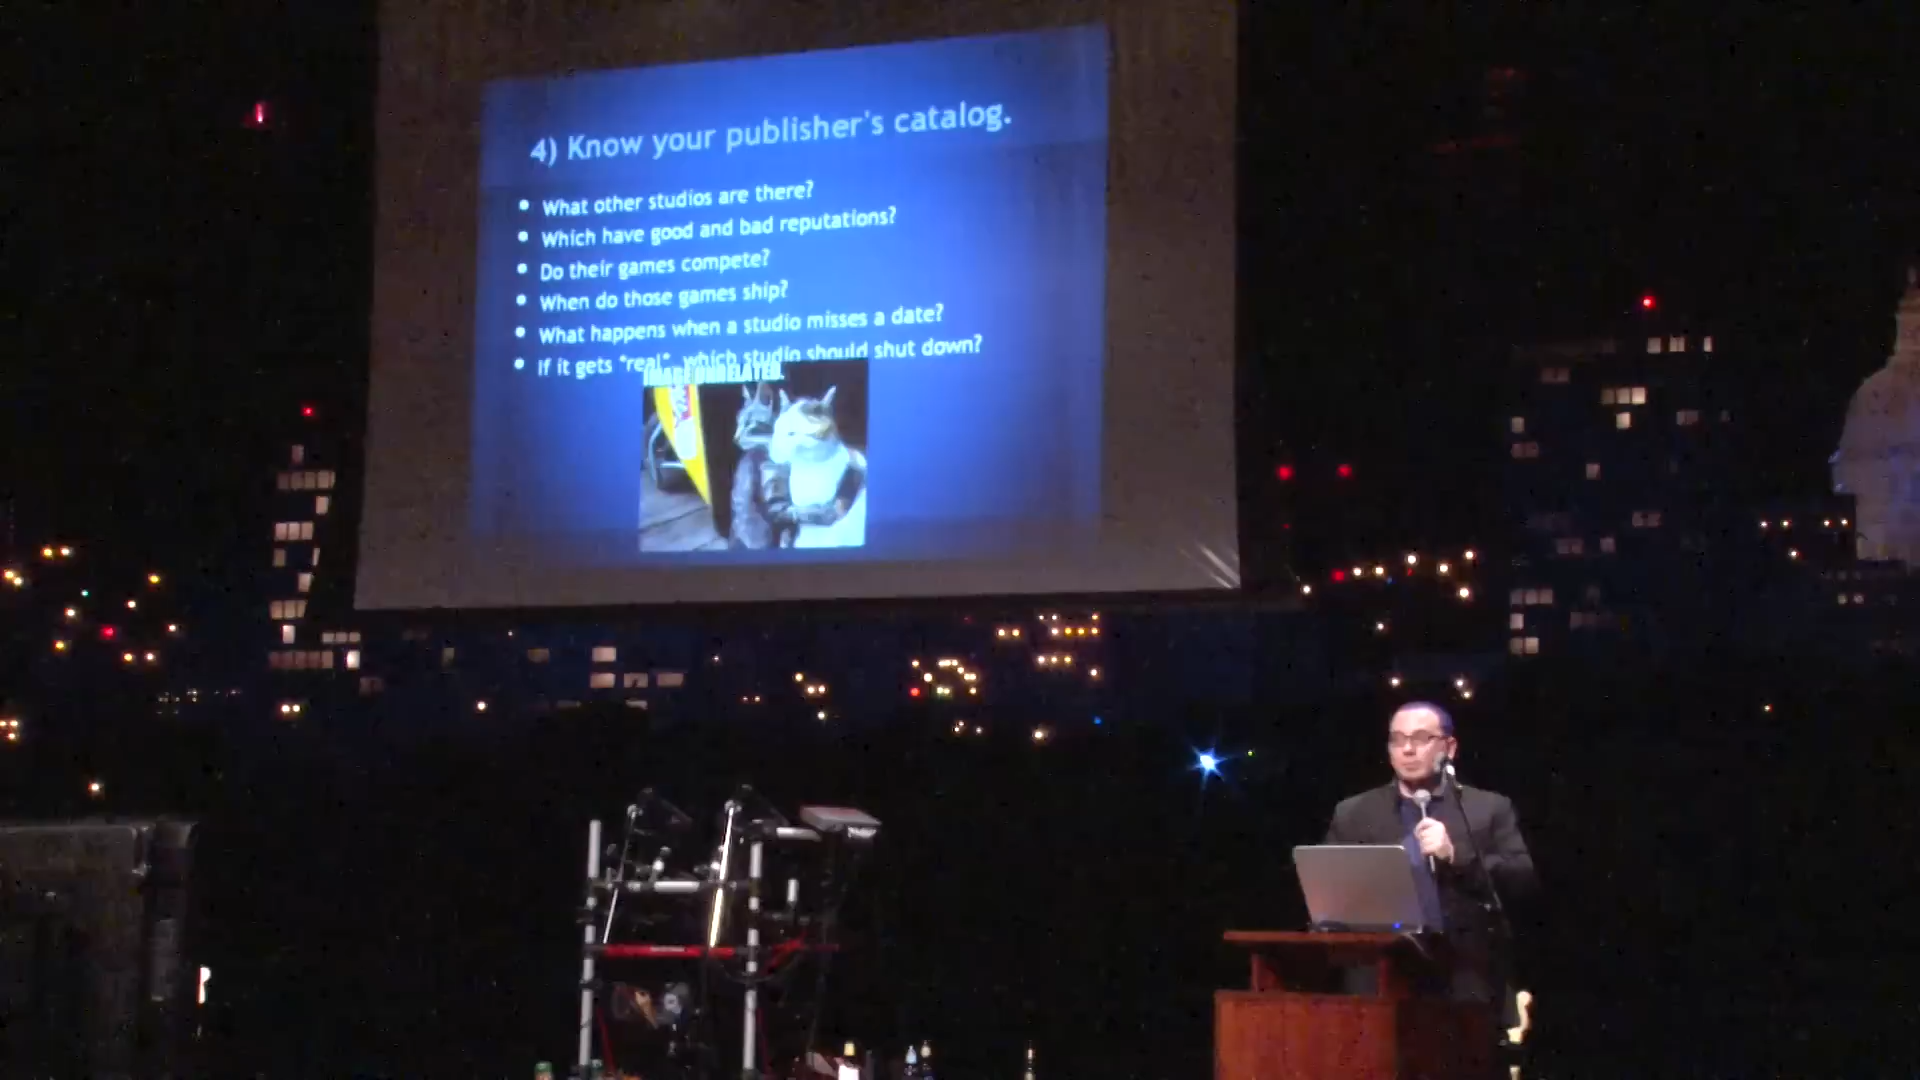 4) Know your publisher's catalog.
• What other studios are there?
• Which have good and bad reputations?
• Do their games compete?
• When do those games ship?
• What happens when a studio misses a date?
• If it gets "real", which studio should shut down?
IMAGE UNRELATED.